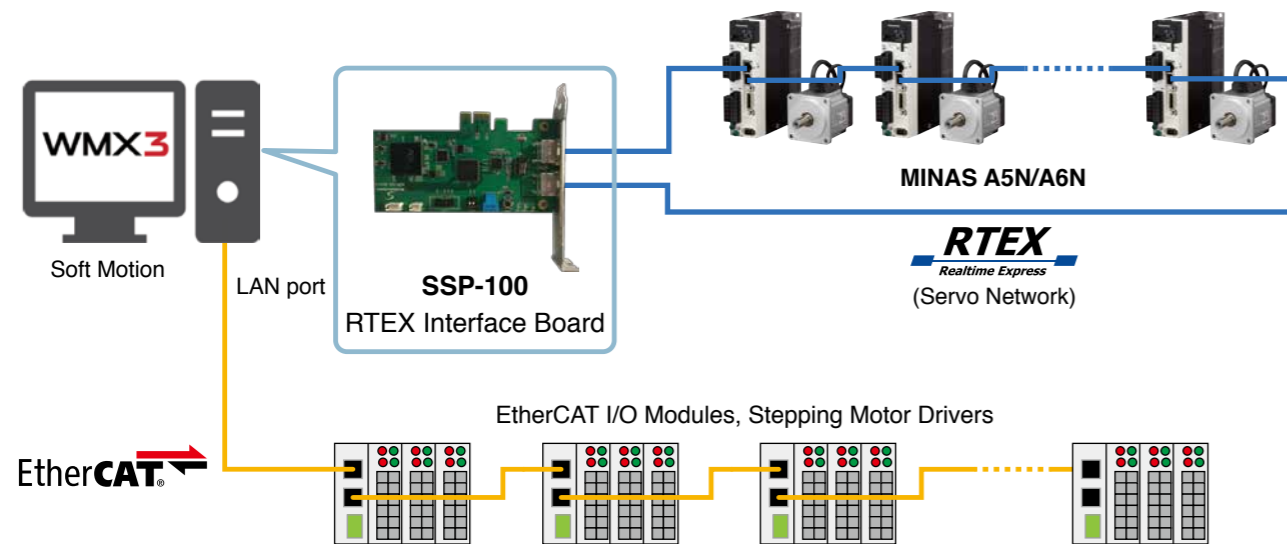 WMX3
Soft Motion
LAN port
SSP-100
RTEX Interface Board
MINAS A5N/A6N
RTEX
Realtime Express
(Servo Network)
EtherCAT I/O Modules, Stepping Motor Drivers
EtherCAT®